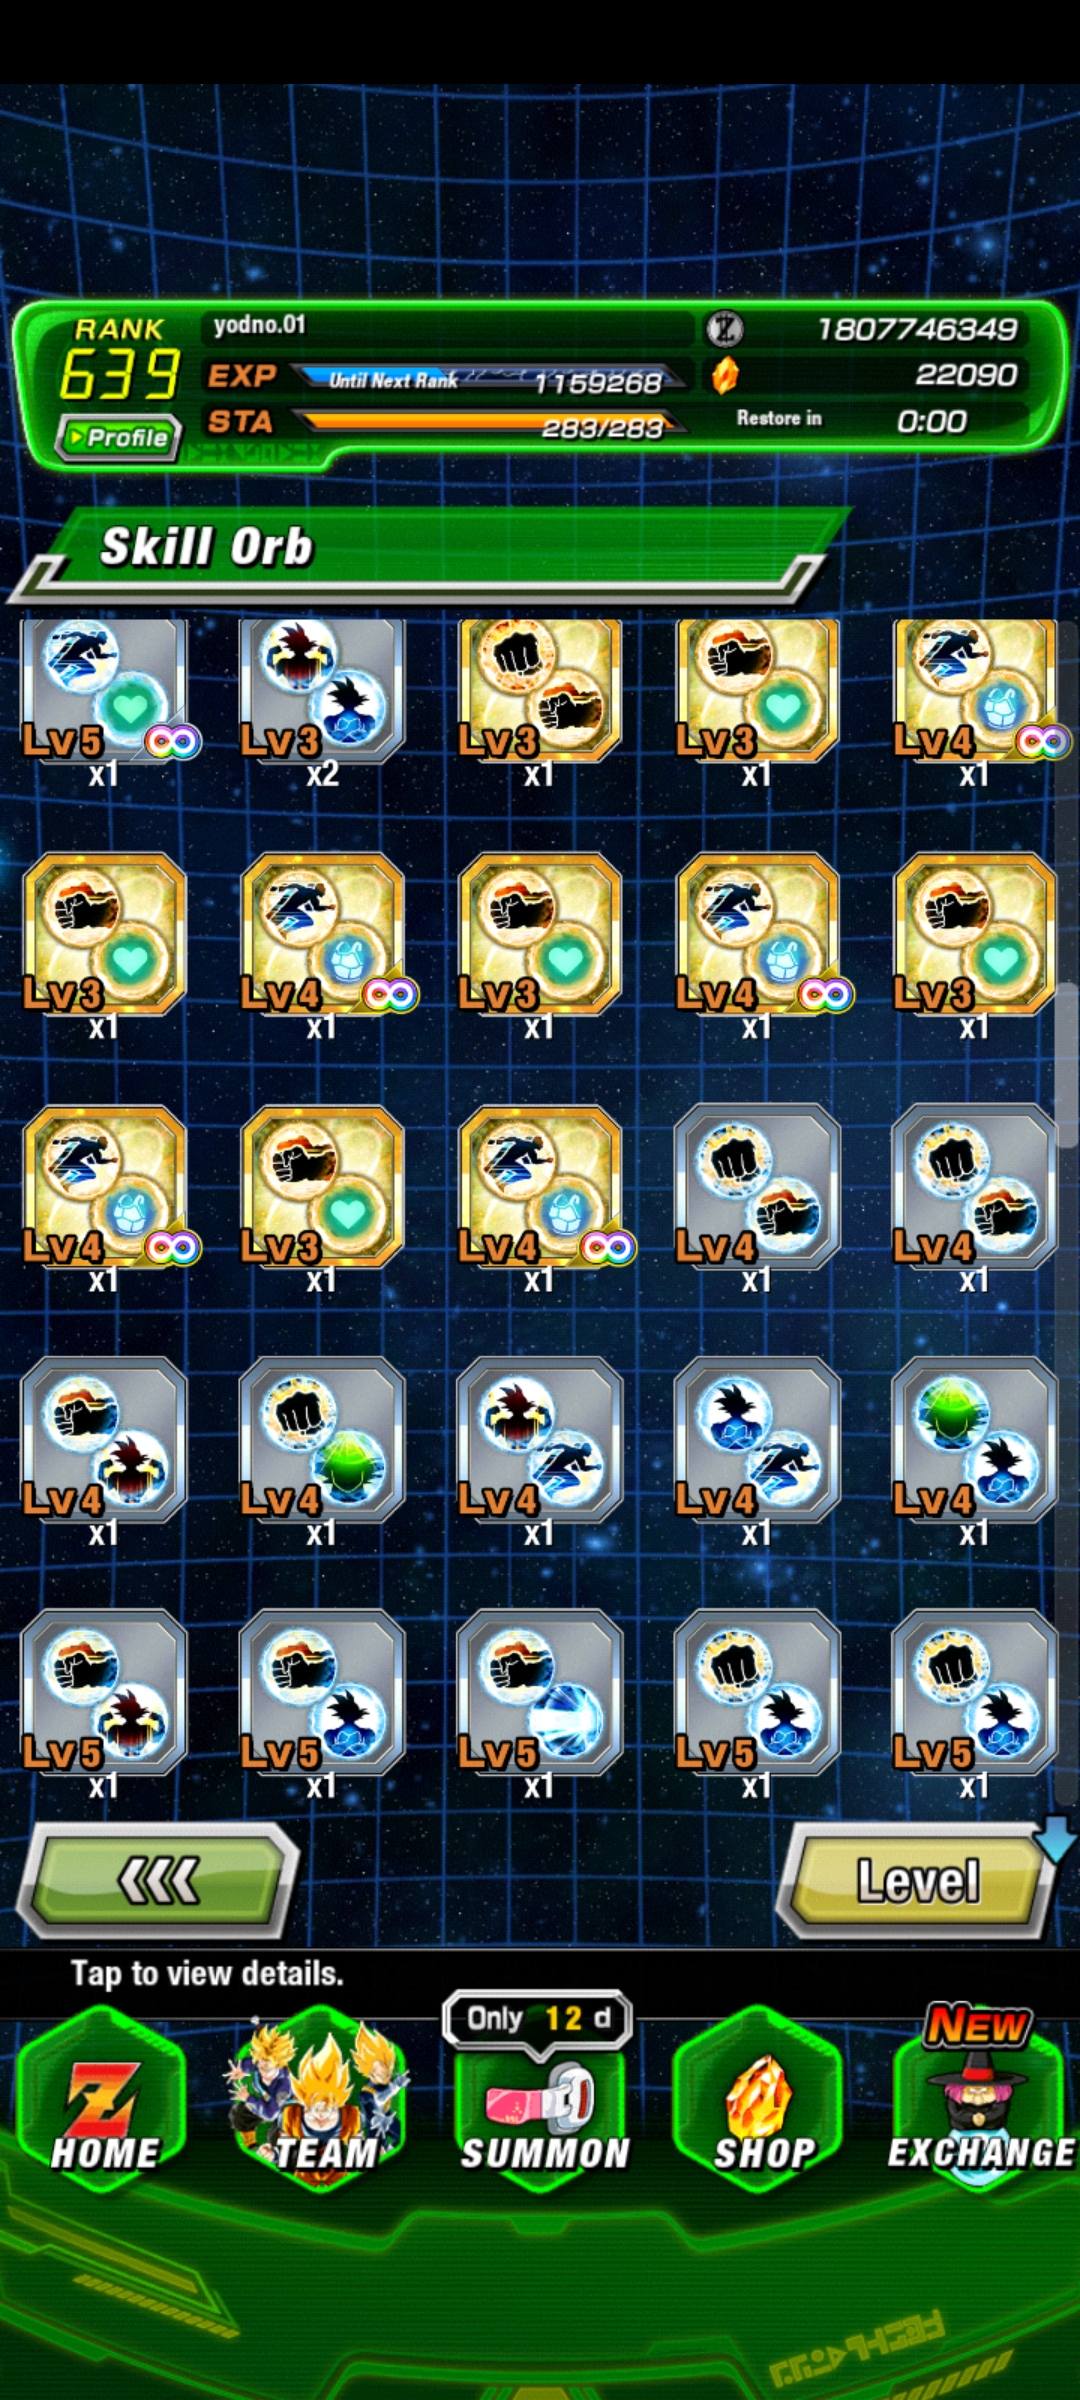 RANK
639
yodno.01
Z
1807746349
EXP
Until Next Rank
1159268
22090
STA
283/283
Restore in
0:00
Profile
Skill Orb
Lv5
Lv3
Lv3
Lv3
Lv4
x1
x2
x1
x1
x1
Lv3
Lv4
Lv3
Lv4
Lv3
x1
x1
x1
x1
x1
Lv4
Lv3
Lv4
Lv4
Lv4
x1
x1
x1
x1
x1
Lv4
Lv4
Lv4
Lv4
Lv4
x1
x1
x1
x1
x1
Lv5
Lv5
Lv5
Lv5
Lv5
x1
x1
x1
x1
x1
Level
Tap to view details.
Only 12 d
NEW
Z
HOME
TEAM
SUMMON
SHOP
EXCHANGE